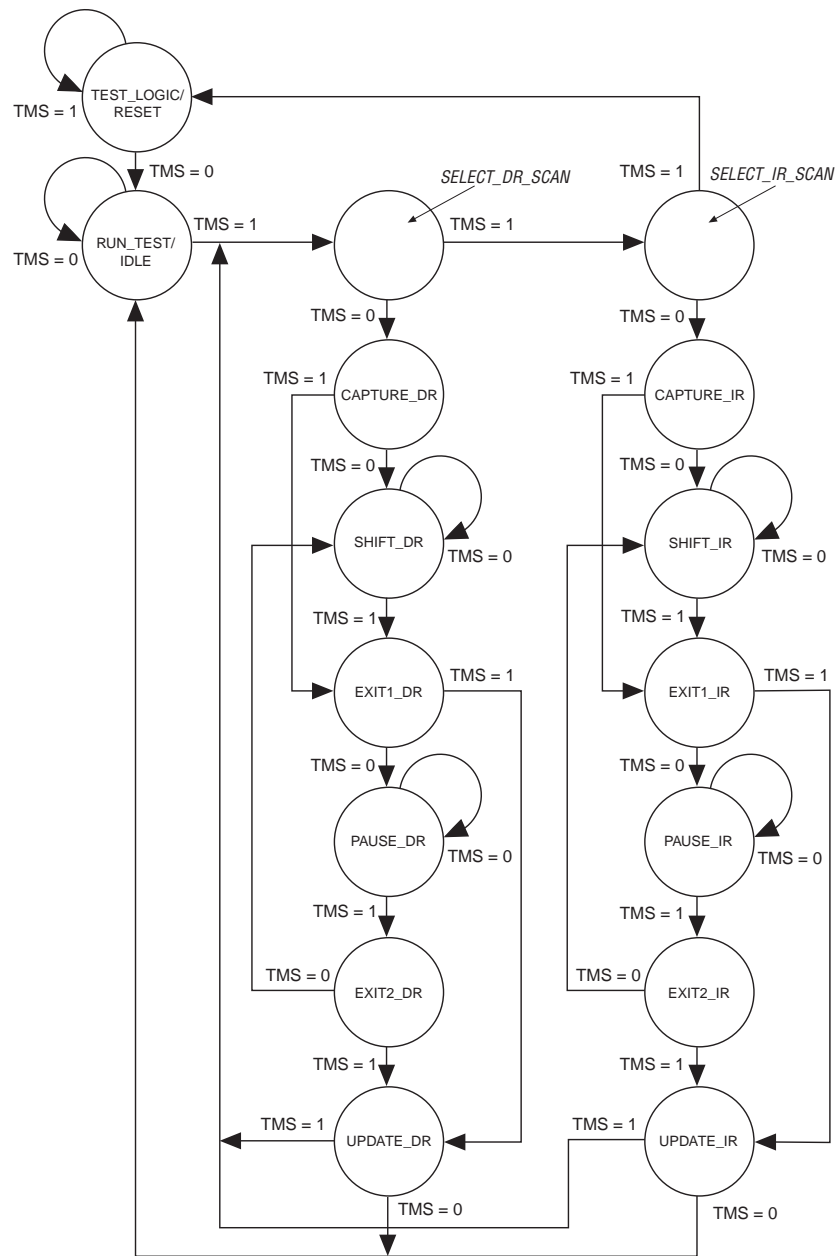 TEST_LOGIC/
RESET
TMS = 1
TMS = 0
SELECT_DR_SCAN
TMS = 1
SELECT_IR_SCAN
RUN_TEST/
IDLE
TMS = 0
TMS = 1
TMS = 1
TMS = 0
TMS = 0
TMS = 1
CAPTURE_DR
TMS = 1
CAPTURE_IR
TMS = 0
TMS = 0
SHIFT_DR
TMS = 0
SHIFT_IR
TMS = 0
TMS = 1
TMS = 1
EXIT1_DR
TMS = 1
EXIT1_IR
TMS = 1
TMS = 0
TMS = 0
PAUSE_DR
TMS = 0
PAUSE_IR
TMS = 0
TMS = 1
TMS = 1
TMS = 0
EXIT2_DR
TMS = 0
EXIT2_IR
TMS = 1
TMS = 1
TMS = 1
UPDATE_DR
TMS = 1
UPDATE_IR
TMS = 0
TMS = 0